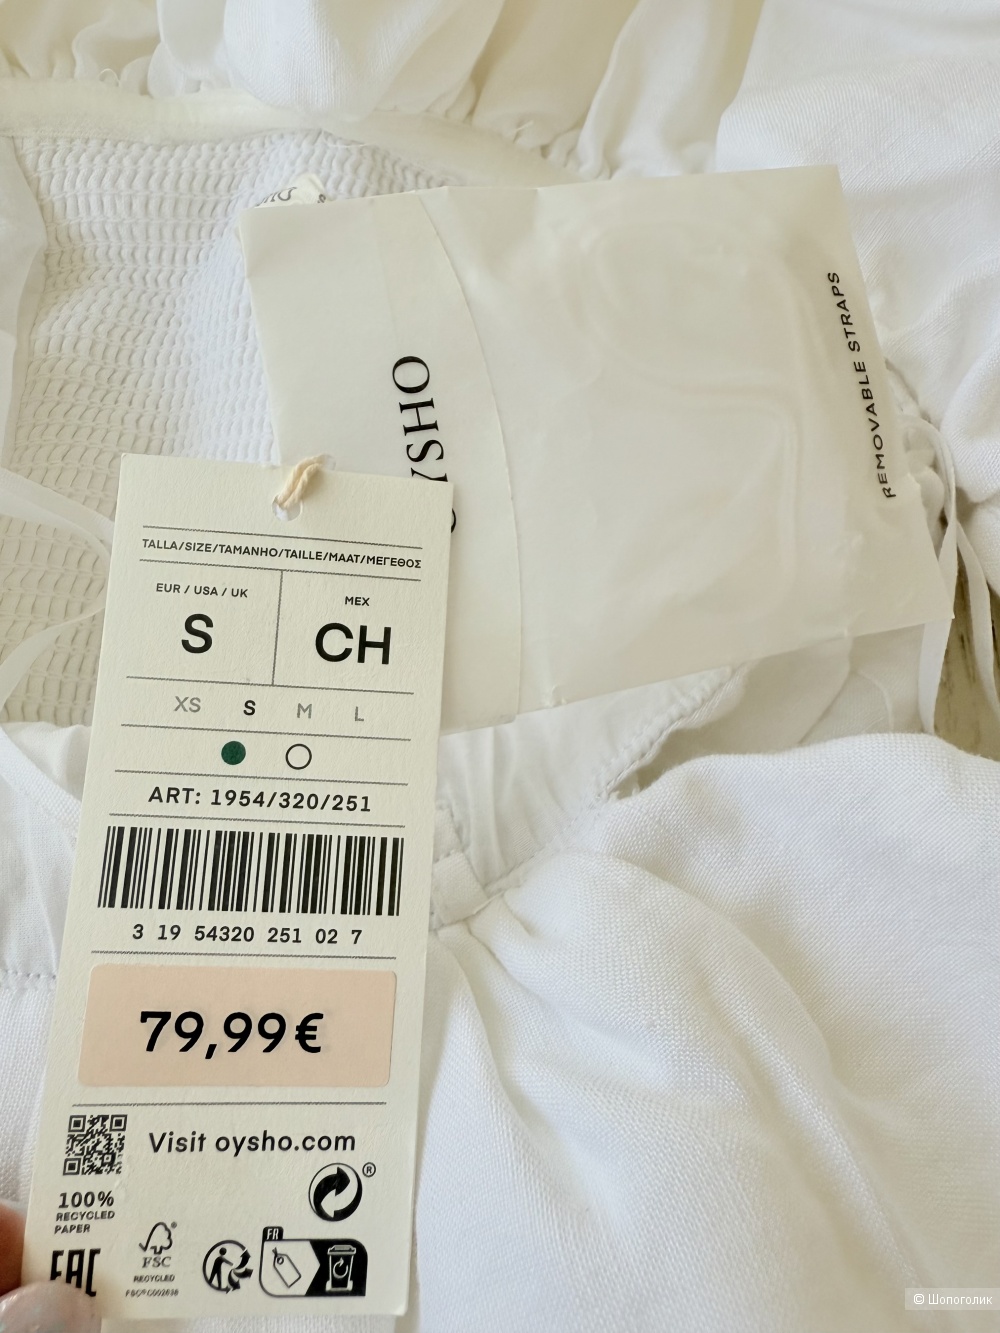 OYSHO
REMOVABLE STRAPS
TALLA/SIZE/TAMANHO/TAILLE/MAAT/ΜΕΓΕΘΟΣ
EUR / USA / UK
MEX
S
CH
XS S M L
ART: 1954/320/251
3 19 54320 251 02 7
79,99€
Visit oysho.com
®
100%
RECYCLED
PAPER
EAC
FSC
RECYCLED
FSC® C002638
FR
© Шопоголик